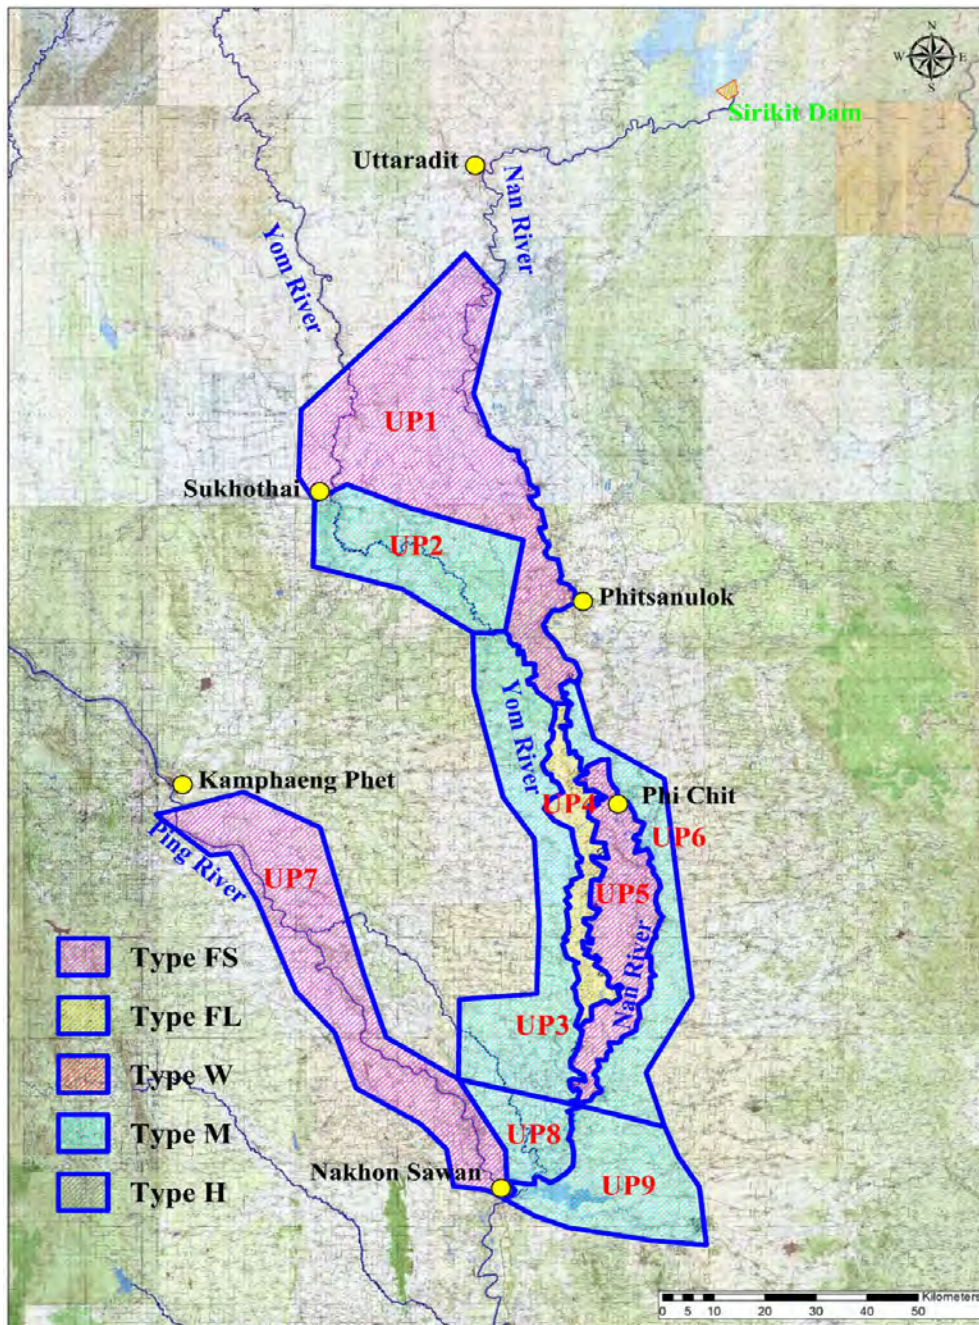 N
W E
S
Sirikit Dam
Uttaradit
Nan River
Yom River
UP1
Sukhothai
UP2
Phitsanulok
Yom River
Kamphaeng Phet
UP4
Phi Chit
UP6
Ping River
UP7
UP5
Nan River
Type FS
Type FL
UP3
Type W
Type M
UP8
Nakhon Sawan
UP9
Type H
Kilometers
0 5 10 20 30 40 50